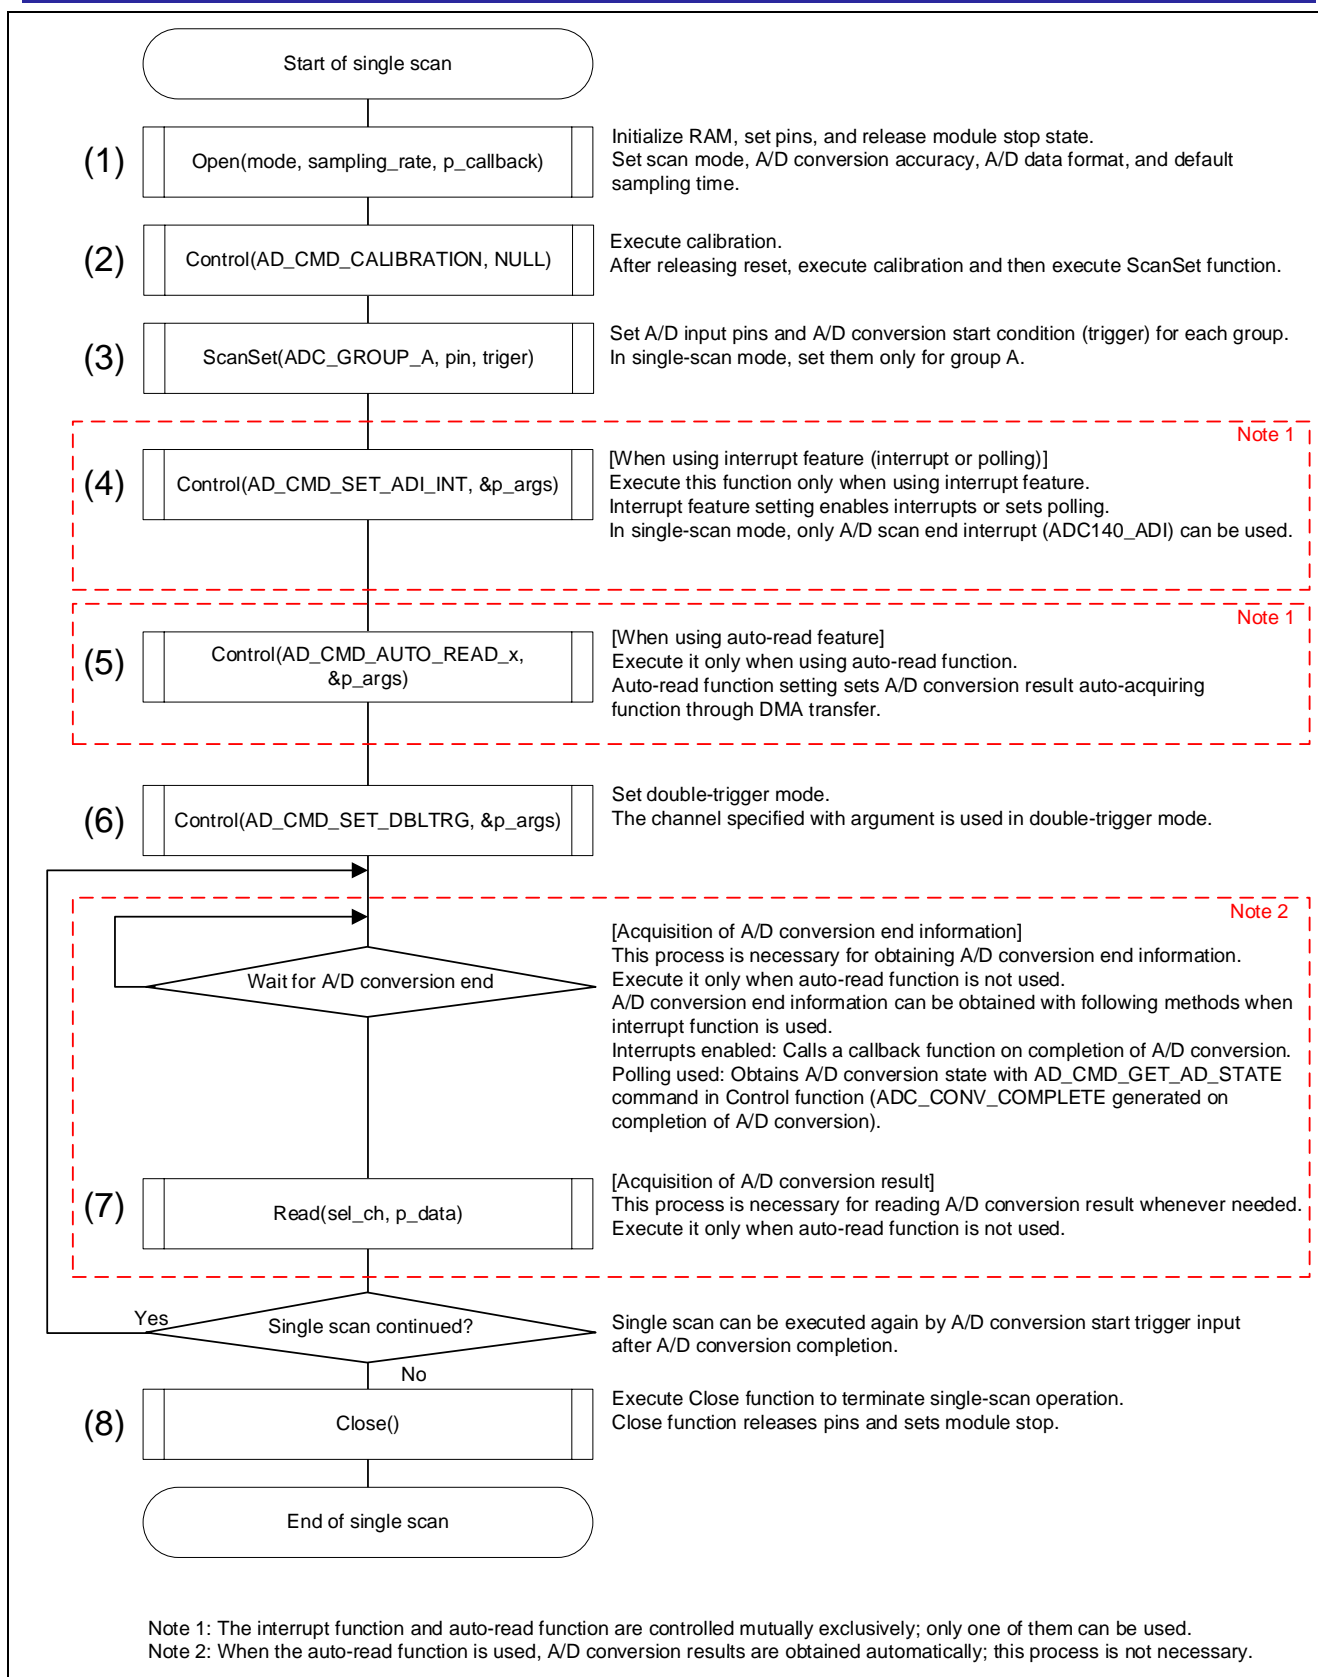 Start of single scan
(1)
Open(mode, sampling_rate, p_callback)
Initialize RAM, set pins, and release module stop state.
Set scan mode, A/D conversion accuracy, A/D data format, and default
sampling time.
(2)
Control(AD_CMD_CALIBRATION, NULL)
Execute calibration.
After releasing reset, execute calibration and then execute ScanSet function.
(3)
ScanSet(ADC_GROUP_A, pin, triger)
Set A/D input pins and A/D conversion start condition (trigger) for each group.
In single-scan mode, set them only for group A.
Note 1
(4)
Control(AD_CMD_SET_ADI_INT, &p_args)
[When using interrupt feature (interrupt or polling)]
Execute this function only when using interrupt feature.
Interrupt feature setting enables interrupts or sets polling.
In single-scan mode, only A/D scan end interrupt (ADC140_ADI) can be used.
Note 1
(5)
Control(AD_CMD_AUTO_READ_x,
&p_args)
[When using auto-read feature]
Execute it only when using auto-read function.
Auto-read function setting sets A/D conversion result auto-acquiring
function through DMA transfer.
(6)
Control(AD_CMD_SET_DBLTRG, &p_args)
Set double-trigger mode.
The channel specified with argument is used in double-trigger mode.
Note 2
Wait for A/D conversion end
[Acquisition of A/D conversion end information]
This process is necessary for obtaining A/D conversion end information.
Execute it only when auto-read function is not used.
A/D conversion end information can be obtained with following methods when
interrupt function is used.
Interrupts enabled: Calls a callback function on completion of A/D conversion.
Polling used: Obtains A/D conversion state with AD_CMD_GET_AD_STATE
command in Control function (ADC_CONV_COMPLETE generated on
completion of A/D conversion).
(7)
Read(sel_ch, p_data)
[Acquisition of A/D conversion result]
This process is necessary for reading A/D conversion result whenever needed.
Execute it only when auto-read function is not used.
Yes
Single scan continued?
Single scan can be executed again by A/D conversion start trigger input
after A/D conversion completion.
No
(8)
Close()
Execute Close function to terminate single-scan operation.
Close function releases pins and sets module stop.
End of single scan
Note 1: The interrupt function and auto-read function are controlled mutually exclusively; only one of them can be used.
Note 2: When the auto-read function is used, A/D conversion results are obtained automatically; this process is not necessary.